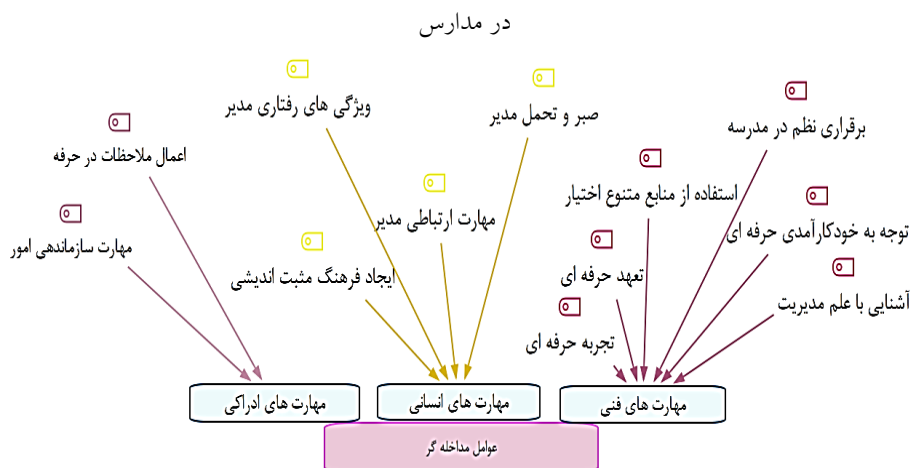 در مدارس
ویژگی های رفتاری مدیر
صبر و تحمل مدیر
برقراری نظم در مدرسه
اعمال ملاحظات در حرفه
استفاده از منابع متنوع اختیار
مهارت ارتباطی مدیر
توجه به خودکارآمدی حرفه ای
مهارت سازماندهی امور
ایجاد فرهنگ مثبت اندیشی
تعهد حرفه ای
آشنایی با علم مدیریت
تجربه حرفه ای
مهارت های فنی
مهارت های انسانی
مهارت های ادراکی
عوامل مداخله گر